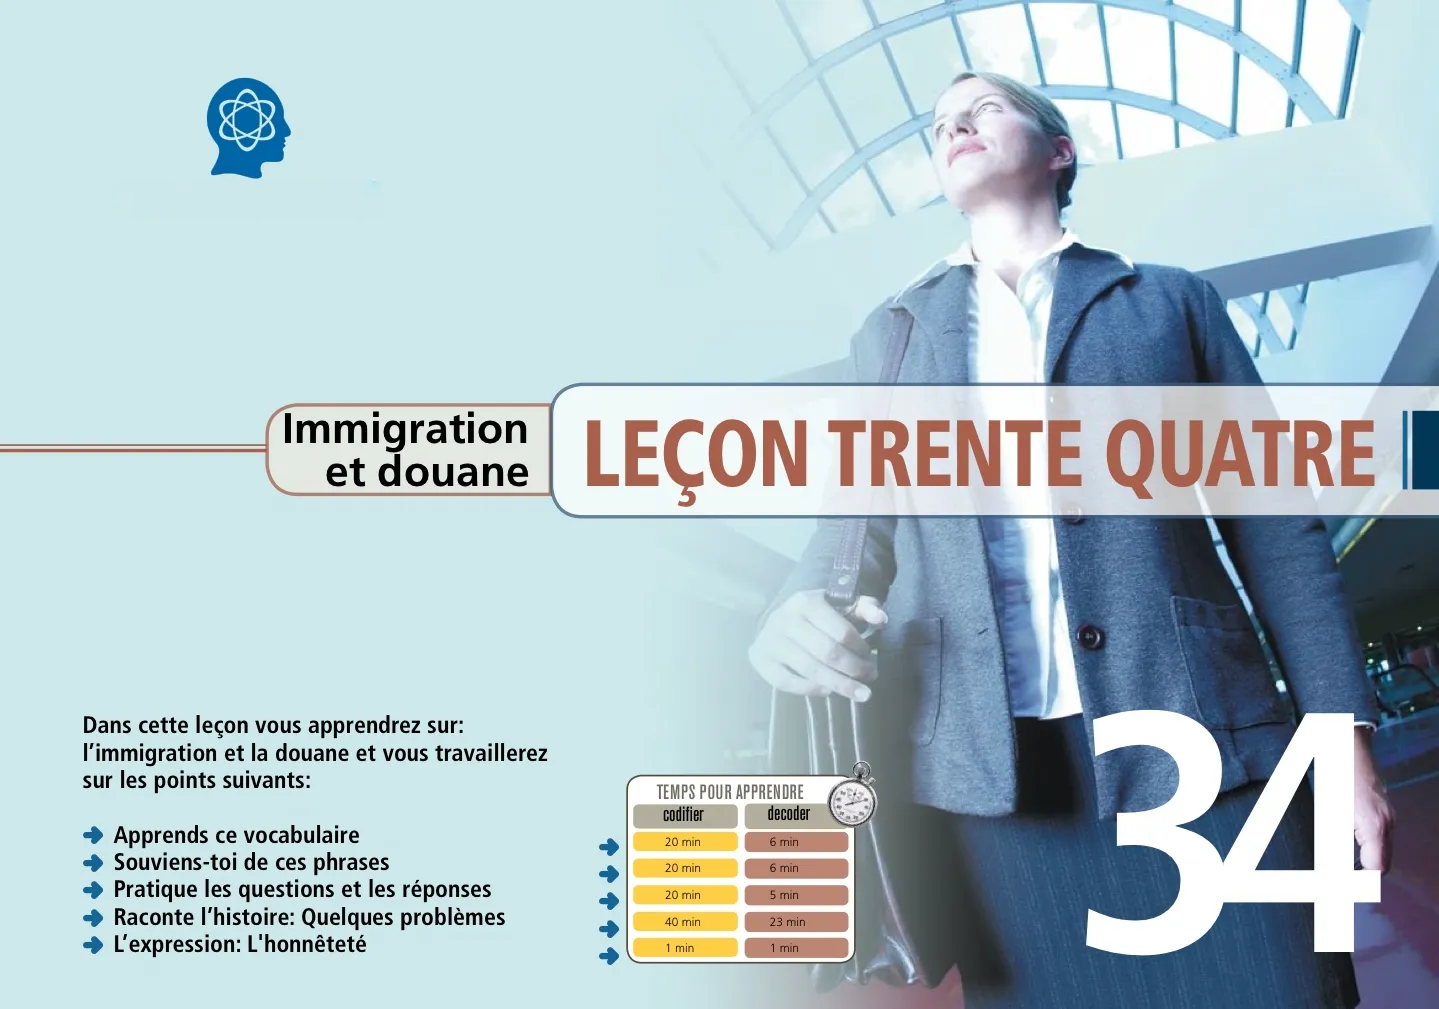 Immigration
et douane
LEÇON TRENTE QUATRE
Dans cette leçon vous apprendrez sur:
l’immigration et la douane et vous travaillerez
sur les points suivants:
Apprends ce vocabulaire
Souviens-toi de ces phrases
Pratique les questions et les réponses
Raconte l’histoire: Quelques problèmes
L’expression: L'honnêteté
TEMPS POUR APPRENDRE
codifier decoder
20 min 6 min
20 min 6 min
20 min 5 min
40 min 23 min
1 min 1 min
34